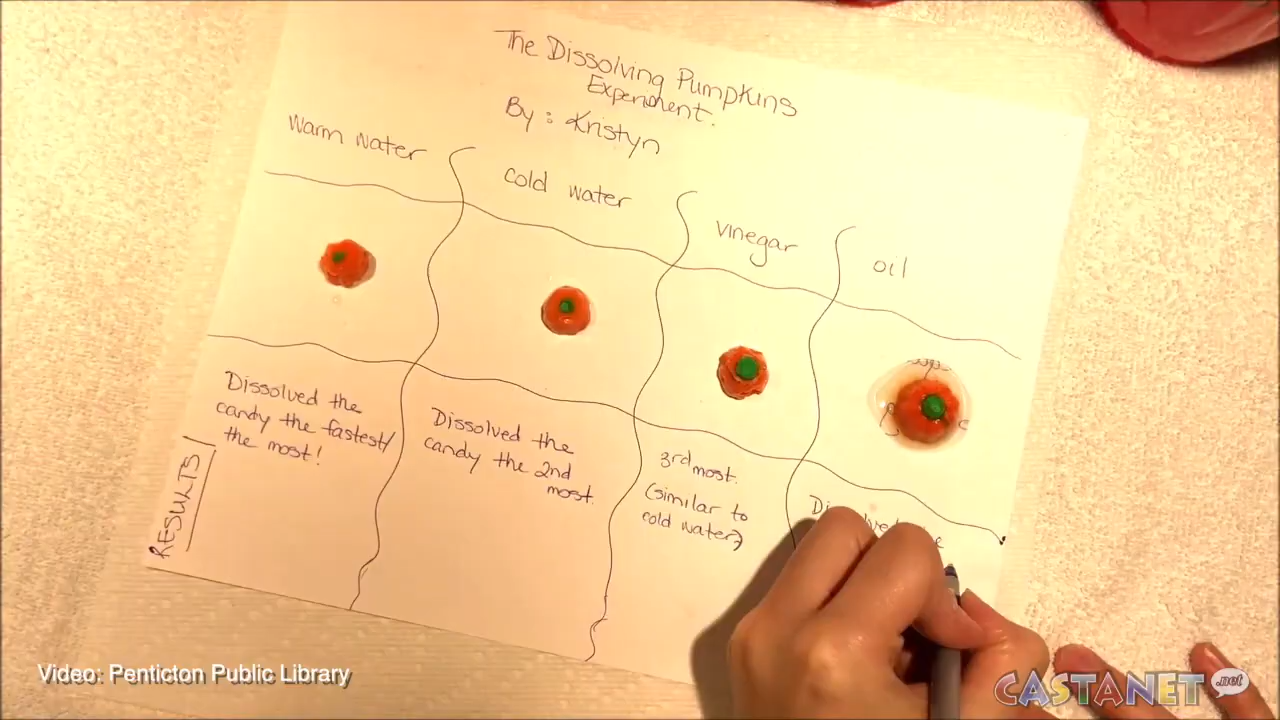 The Dissolving Pumpkins
Experiment.
By: Kristyn
warm water
cold water
vinegar
oil
Dissolved the
candy the fastest/
the most!
Dissolved the
candy the 2nd
most.
3rd most.
(similar to
cold water?)
RESULTS
Video: Penticton Public Library
CASTANET.net